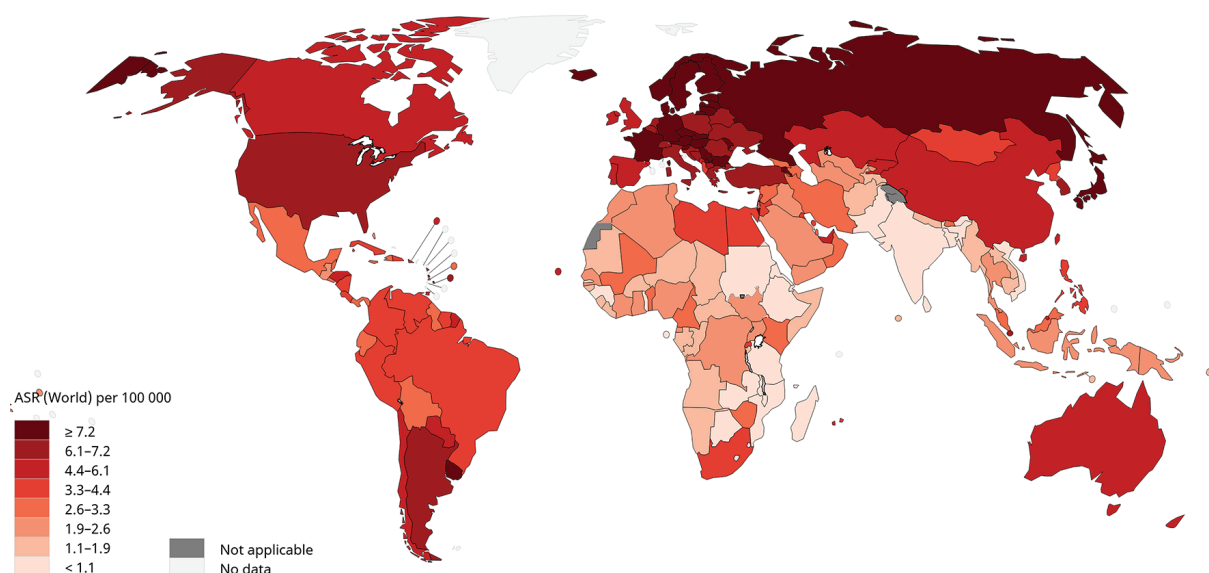 ASR (World) per 100 000
≥ 7.2
6.1–7.2
4.4–6.1
3.3–4.4
2.6–3.3
1.9–2.6
1.1–1.9
< 1.1
Not applicable
No data